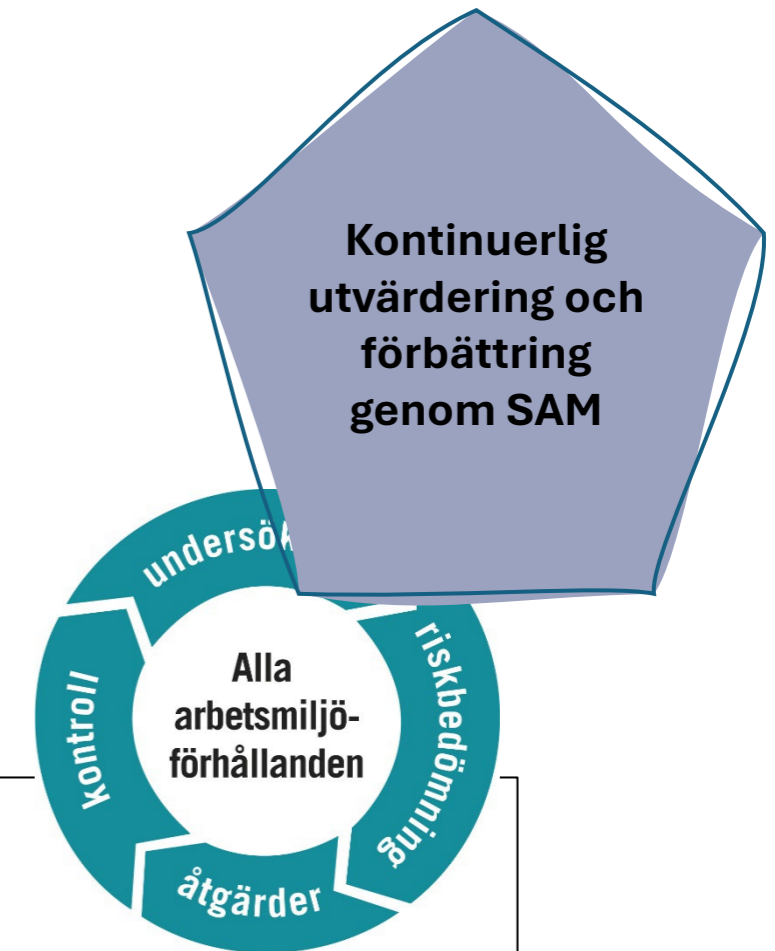 Kontinuerlig
utvärdering och
förbättring
genom SAM
Alla
arbetsmiljö-
förhållanden
riskbedömning
åtgärder
kontroll